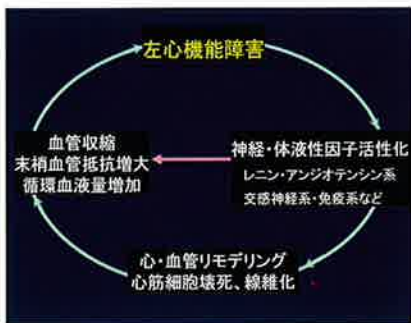 左心機能障害
神経・体液性因子活性化
レニン・アンジオテンシン系
交感神経系・免疫系など
心・血管リモデリング
心筋細胞壊死、線維化
血管収縮
末梢血管抵抗増大
循環血液量増加